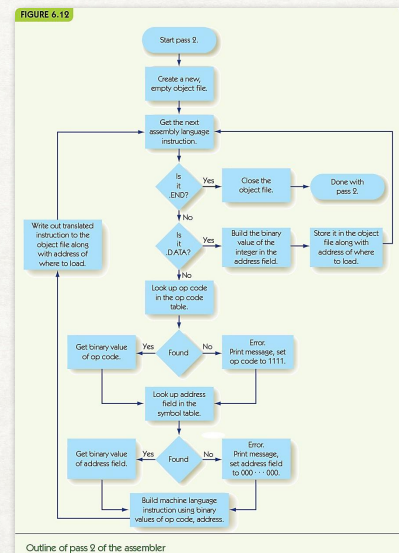 FIGURE 6.12
Start pass 2.
Create a new,
empty object file.
Get the next
assembly language
instruction.
Is
it
.END?
Yes
Close the
object file.
Done with
pass 2.
No
Is
it
.DATA?
Yes
Build the binary
value of the
integer in the
address field.
Store it in the object
file along with
address of where
to load.
No
Write out translated
instruction to the
object file along
with address of
where to load.
Look up op code
in the op code
table.
Get binary value
of op code.
Yes
Found
No
Error.
Print message, set
op code to 1111.
Look up address
field in the
symbol table.
Get binary value
of address field.
Yes
Found
No
Error.
Print message,
set address field
to 000 · · · 000.
Build machine language
instruction using binary
values of op code, address.
Outline of pass 2 of the assembler